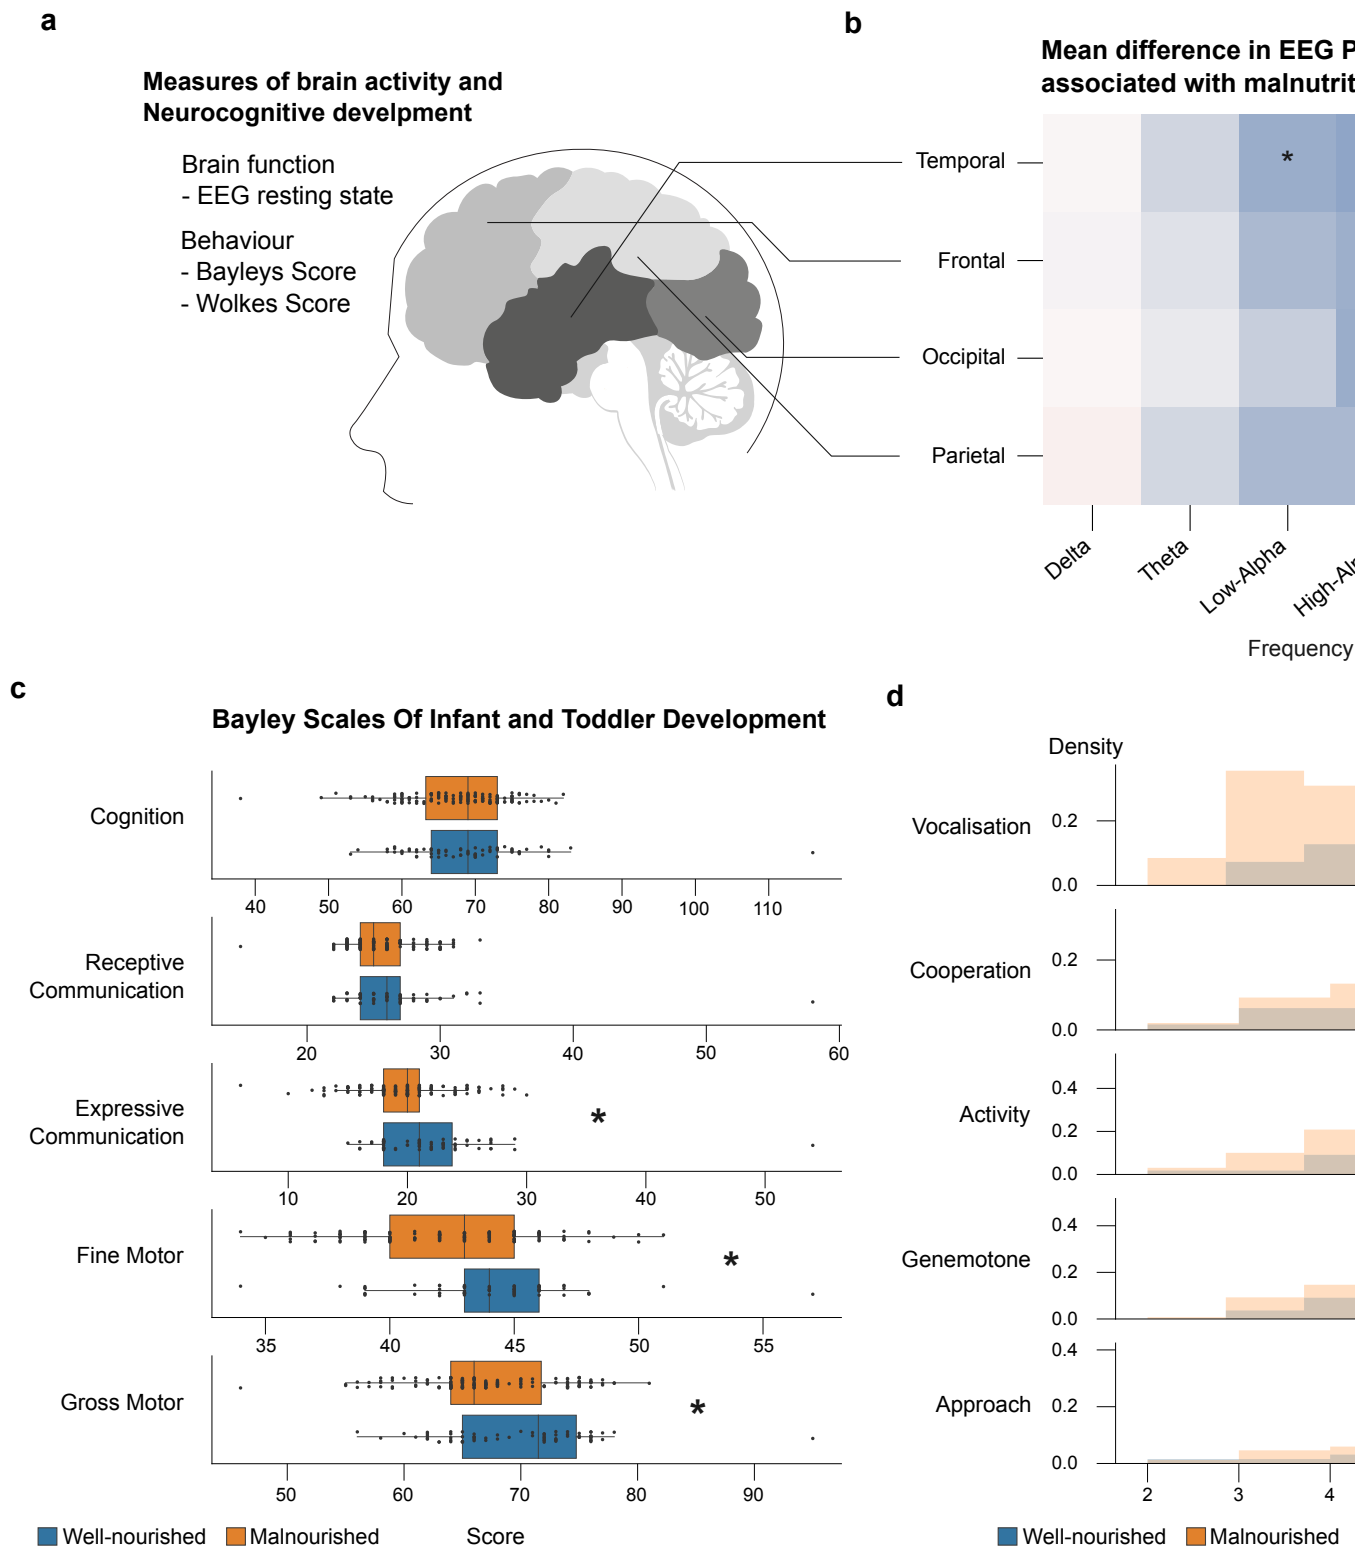 a
Measures of brain activity and
Neurocognitive develpment
Brain function
- EEG resting state
Behaviour
- Bayleys Score
- Wolkes Score
b
Mean difference in EEG P
associated with malnutrit
Temporal
*
Frontal
Occipital
Parietal
Delta
Theta
Low-Alpha
High-Alp
Frequency
c
Bayley Scales Of Infant and Toddler Development
Cognition
40 50 60 70 80 90 100 110
Receptive
Communication
20 30 40 50 60
Expressive
Communication
*
10 20 30 40 50
Fine Motor
*
35 40 45 50 55
Gross Motor
*
50 60 70 80 90
Well-nourished Malnourished Score
d
Density
Vocalisation
0.2
0.0
Cooperation
0.2
0.0
Activity
0.4
0.2
0.0
Genemotone
0.4
0.2
0.0
Approach
0.4
0.2
0.0
2 3 4
Well-nourished Malnourished